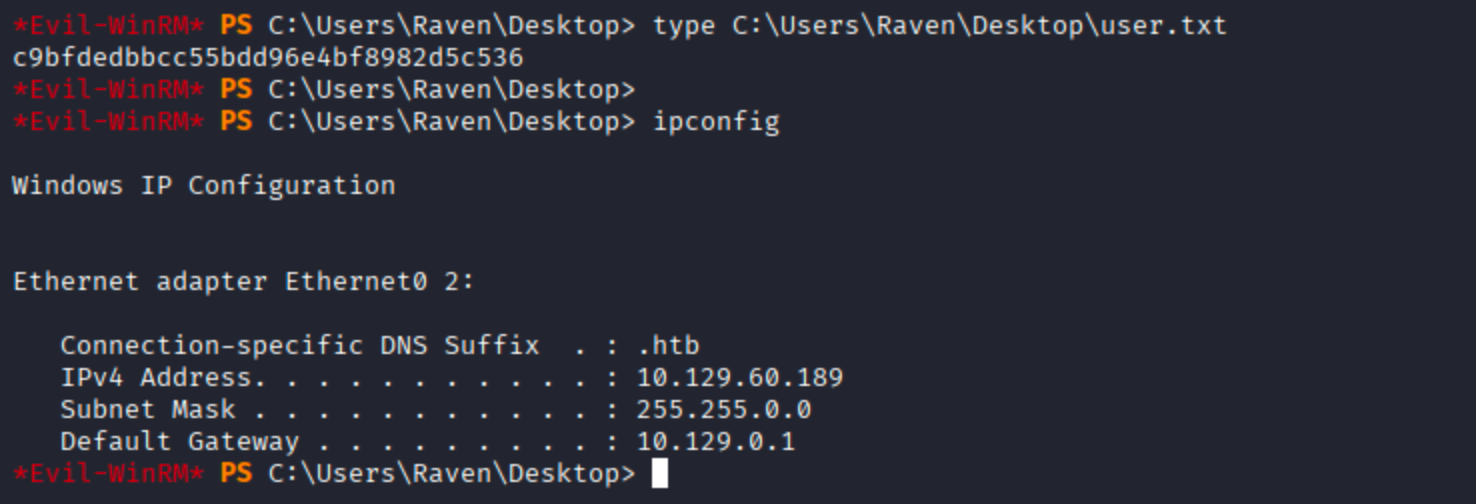 *Evil-WinRM* PS C:\Users\Raven\Desktop> type C:\Users\Raven\Desktop\user.txt
c9bfdedbbcc55bdd96e4bf8982d5c536
*Evil-WinRM* PS C:\Users\Raven\Desktop>
*Evil-WinRM* PS C:\Users\Raven\Desktop> ipconfig
Windows IP Configuration
Ethernet adapter Ethernet0 2:
   Connection-specific DNS Suffix  . : .htb
   IPv4 Address. . . . . . . . . . . : 10.129.60.189
   Subnet Mask . . . . . . . . . . . : 255.255.0.0
   Default Gateway . . . . . . . . . : 10.129.0.1
*Evil-WinRM* PS C:\Users\Raven\Desktop>